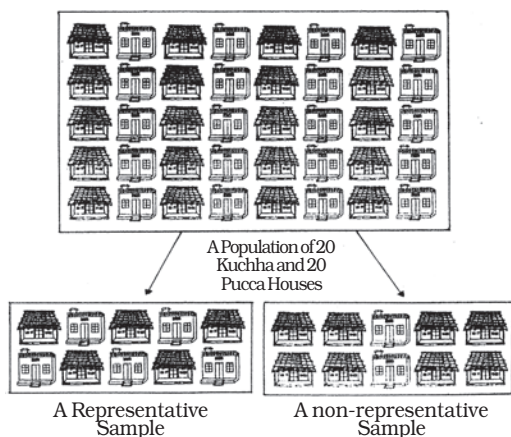 A Population of 20
Kuchha and 20
Pucca Houses
A Representative
Sample
A non-representative
Sample